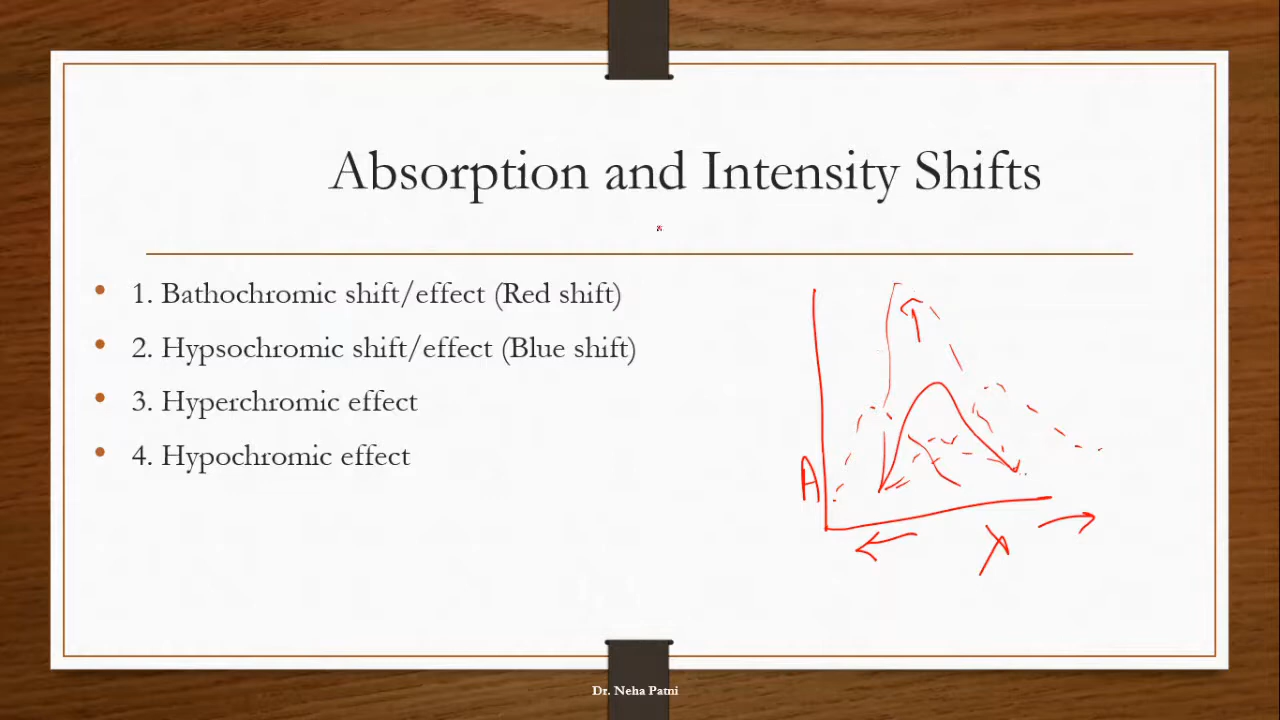 Absorption and Intensity Shifts
• 1. Bathochromic shift/effect (Red shift)
• 2. Hypsochromic shift/effect (Blue shift)
• 3. Hyperchromic effect
• 4. Hypochromic effect
A
λ
Dr. Neha Patni